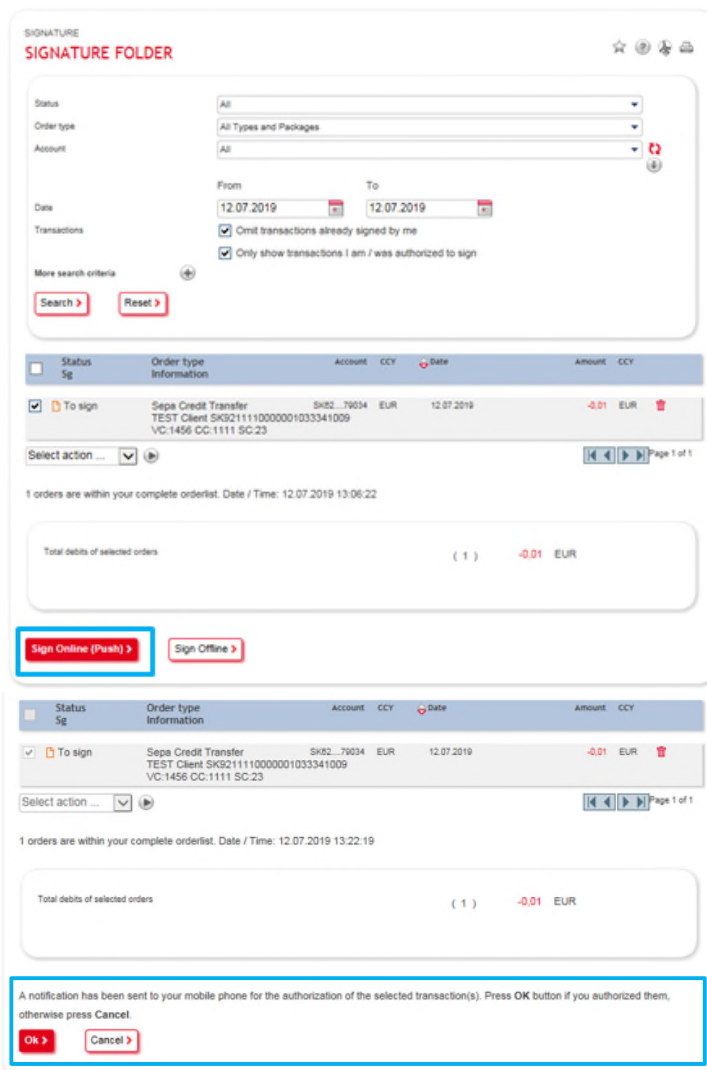 SIGNATURE
SIGNATURE FOLDER
Status All
Order type All Types and Packages
Account All
From To
Date 12.07.2019 12.07.2019
Transactions Omit transactions already signed by me
Only show transactions I am / was authorized to sign
More search criteria
Search Reset
Status Order type Account CCY Date Amount CCY
Sg Information
To sign Sepa Credit Transfer SK82....79034 EUR 12.07.2019 -0,01 EUR
TEST Client SK9211110000001033341009
VC:1456 CC:1111 SC:23
Select action ... Page 1 of 1
1 orders are within your complete orderlist. Date / Time: 12.07.2019 13:06:22
Total debits of selected orders ( 1 ) -0,01 EUR
Sign Online (Push) Sign Offline
Status Order type Account CCY Date Amount CCY
Sg Information
To sign Sepa Credit Transfer SK82....79034 EUR 12.07.2019 -0,01 EUR
TEST Client SK9211110000001033341009
VC:1456 CC:1111 SC:23
Select action ... Page 1 of 1
1 orders are within your complete orderlist. Date / Time: 12.07.2019 13:22:19
Total debits of selected orders ( 1 ) -0,01 EUR
A notification has been sent to your mobile phone for the authorization of the selected transaction(s). Press OK button if you authorized them,
otherwise press Cancel.
Ok Cancel